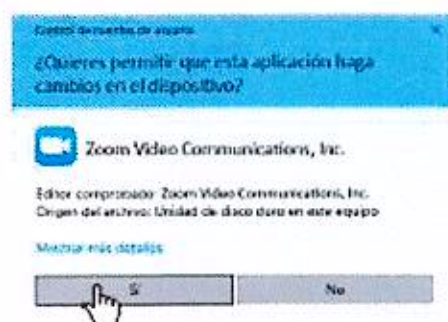 Control de cuentas de usuario
¿Quieres permitir que esta aplicación haga
cambios en el dispositivo?
Zoom Video Communications, Inc.
Editor comprobado: Zoom Video Communications, Inc.
Origen del archivo: Unidad de disco duro en este equipo
Mostrar más detalles
Sí
No